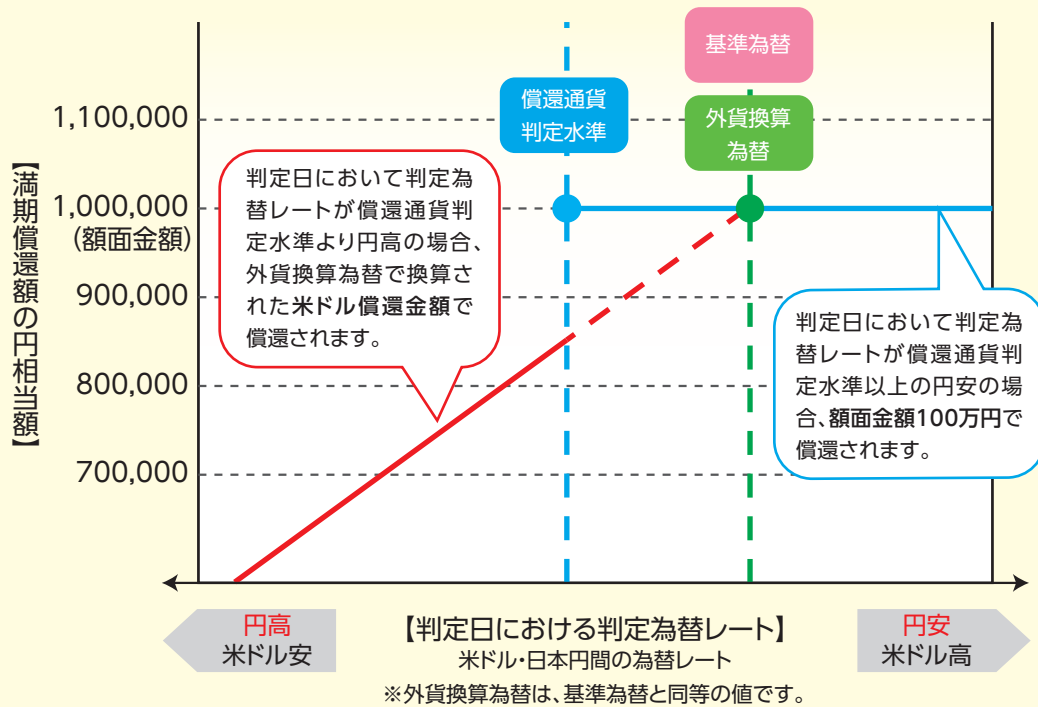 基準為替
償還通貨
判定水準
外貨換算
為替
【満期償還額の円相当額】
1,100,000
1,000,000
(額面金額)
900,000
800,000
700,000
判定日において判定為
替レートが償還通貨判
定水準より円高の場合、
外貨換算為替で換算さ
れた米ドル償還金額で
償還されます。
判定日において判定為
替レートが償還通貨判
定水準以上の円安の場
合、額面金額100万円で
償還されます。
円高
米ドル安
【判定日における判定為替レート】
米ドル・日本円間の為替レート
円安
米ドル高
※外貨換算為替は、基準為替と同等の値です。